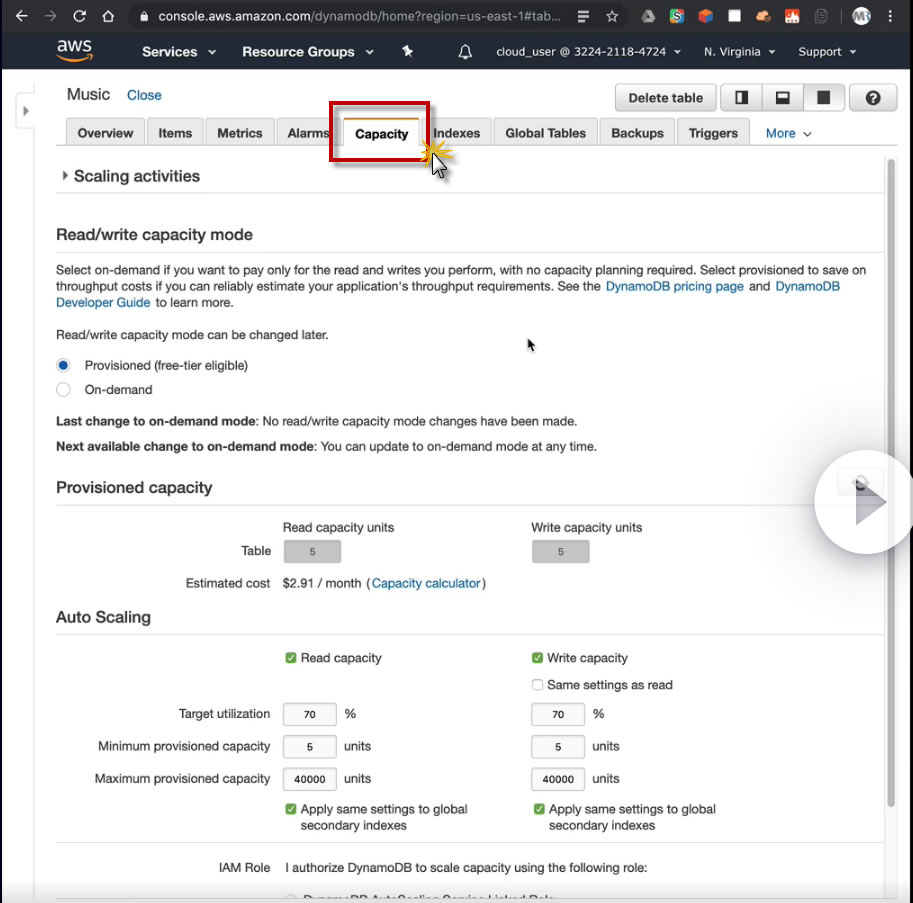 console.aws.amazon.com/dynamodb/home?region=us-east-1#tab...
aws Services Resource Groups cloud_user @ 3224-2118-4724 N. Virginia Support
Music Close Delete table
Overview Items Metrics Alarms Capacity Indexes Global Tables Backups Triggers More
Scaling activities
Read/write capacity mode
Select on-demand if you want to pay only for the read and writes you perform, with no capacity planning required. Select provisioned to save on
throughput costs if you can reliably estimate your application's throughput requirements. See the DynamoDB pricing page and DynamoDB
Developer Guide to learn more.
Read/write capacity mode can be changed later.
Provisioned (free-tier eligible)
On-demand
Last change to on-demand mode: No read/write capacity mode changes have been made.
Next available change to on-demand mode: You can update to on-demand mode at any time.
Provisioned capacity
Read capacity units Write capacity units
Table 5 5
Estimated cost $2.91 / month (Capacity calculator)
Auto Scaling
Read capacity Write capacity
Same settings as read
Target utilization 70 % 70 %
Minimum provisioned capacity 5 units 5 units
Maximum provisioned capacity 40000 units 40000 units
Apply same settings to global Apply same settings to global
secondary indexes secondary indexes
IAM Role I authorize DynamoDB to scale capacity using the following role: